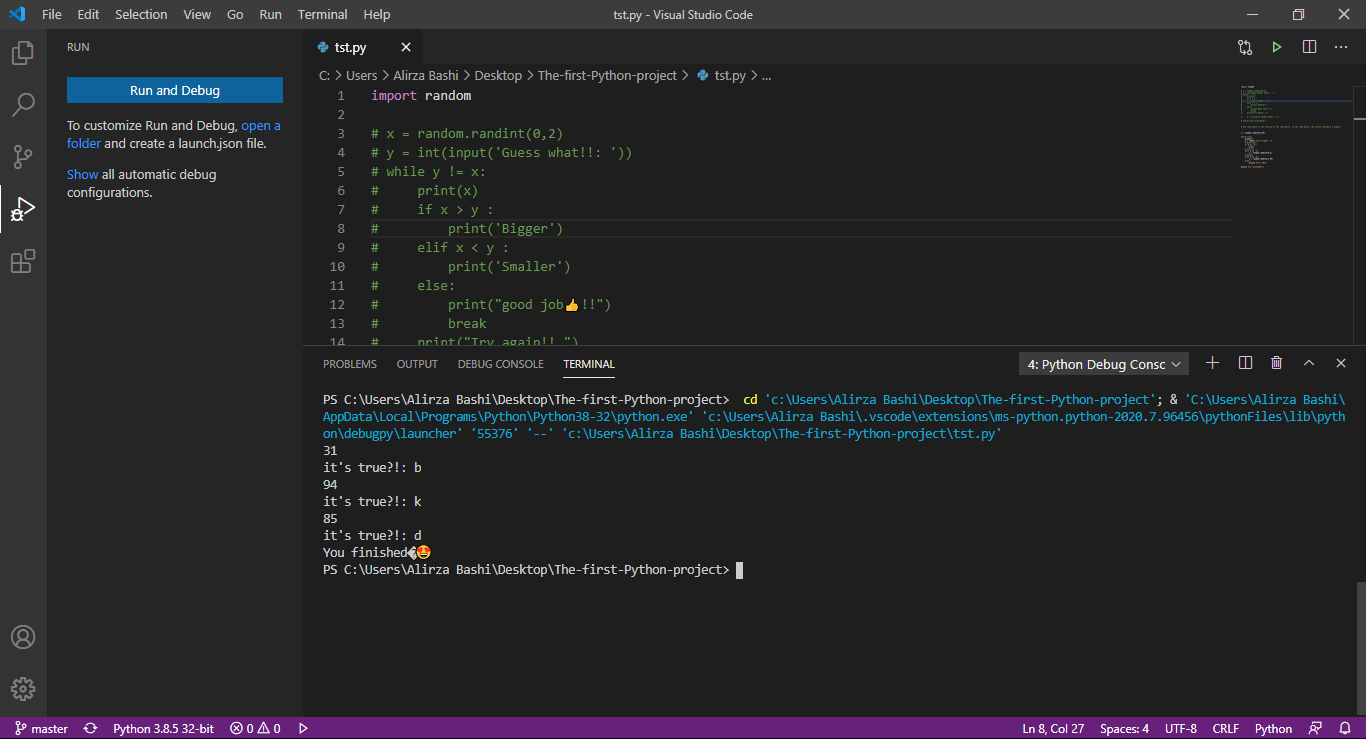 File Edit Selection View Go Run Terminal Help tst.py - Visual Studio Code
RUN
Run and Debug
To customize Run and Debug, open a
folder and create a launch.json file.
Show all automatic debug
configurations.
tst.py
C: > Users > Alirza Bashi > Desktop > The-first-Python-project > tst.py > ...
1 import random
2
3 # x = random.randint(0,2)
4 # y = int(input('Guess what!!: '))
5 # while y != x:
6 #     print(x)
7 #     if x > y :
8 #         print('Bigger')
9 #     elif x < y :
10 #         print('Smaller')
11 #     else:
12 #         print("good job👍!!")
13 #         break
14 #     print("Try again!! ")
PROBLEMS OUTPUT DEBUG CONSOLE TERMINAL 4: Python Debug Consc
PS C:\Users\Alirza Bashi\Desktop\The-first-Python-project>  cd 'c:\Users\Alirza Bashi\Desktop\The-first-Python-project'; & 'C:\Users\Alirza Bashi\
AppData\Local\Programs\Python\Python38-32\python.exe' 'c:\Users\Alirza Bashi\.vscode\extensions\ms-python.python-2020.7.96456\pythonFiles\lib\pyth
on\debugpy\launcher' '55376' '--' 'c:\Users\Alirza Bashi\Desktop\The-first-Python-project\tst.py'
31
it's true?!: b
94
it's true?!: k
85
it's true?!: d
You finished�🤩
PS C:\Users\Alirza Bashi\Desktop\The-first-Python-project>
master Python 3.8.5 32-bit 0 0 Ln 8, Col 27 Spaces: 4 UTF-8 CRLF Python